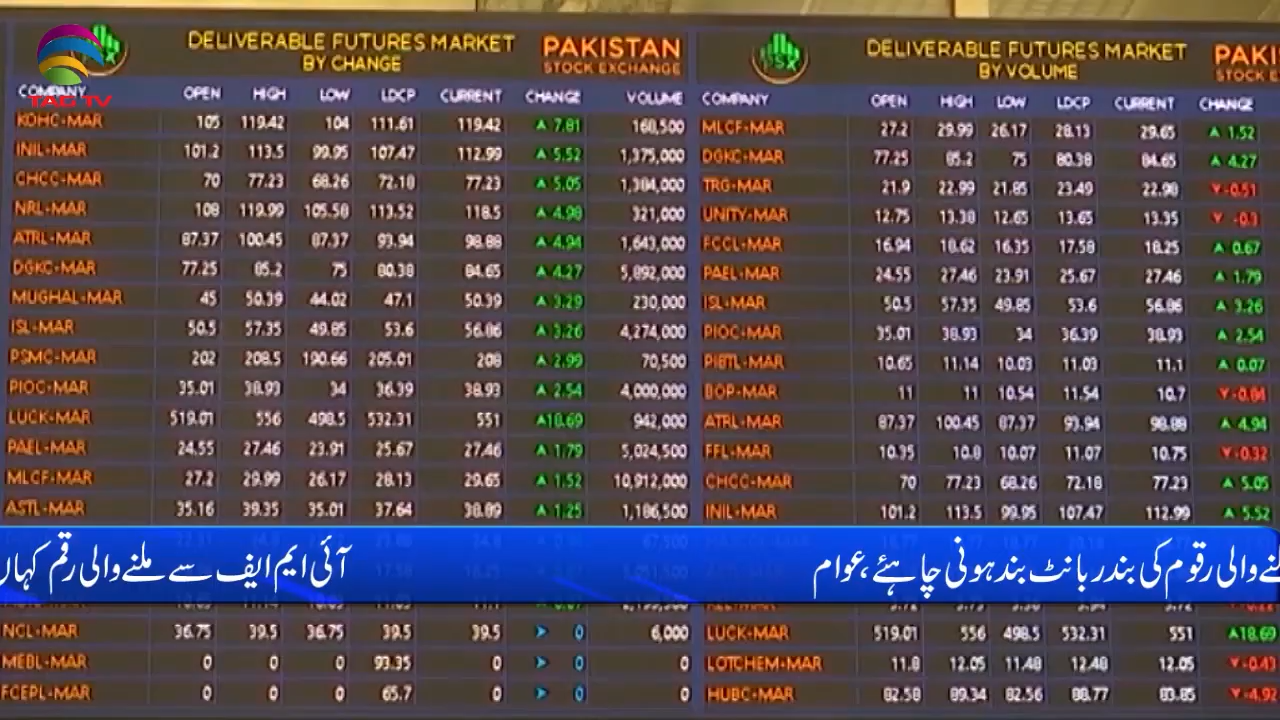 TAG TV
DELIVERABLE FUTURES MARKET
BY CHANGE
PAKISTAN
STOCK EXCHANGE
COMPANY OPEN HIGH LOW LDCP CURRENT CHANGE VOLUME
KOHC-MAR 105 119.42 104 111.61 119.42 7.81 160,500
INIL-MAR 101.2 113.5 99.95 107.47 112.99 5.52 1,375,000
CHCC-MAR 70 77.23 68.26 72.18 77.23 5.05 1,384,000
NRL-MAR 108 119.99 105.58 113.52 118.5 4.98 321,000
ATRL-MAR 87.37 100.45 87.37 93.94 98.88 4.94 1,643,000
DGKC-MAR 77.25 85.2 75 80.38 84.65 4.27 5,892,000
MUGHAL-MAR 45 50.39 44.02 47.1 50.39 3.29 230,000
ISL-MAR 50.5 57.35 49.85 53.6 56.86 3.26 4,274,000
PSMC-MAR 202 208.5 190.66 205.01 208 2.99 70,500
PIOC-MAR 35.01 38.93 34 36.39 38.93 2.54 4,000,000
LUCK-MAR 519.01 556 498.5 532.31 551 18.69 942,000
PAEL-MAR 24.55 27.46 23.91 25.67 27.46 1.79 5,024,500
MLCF-MAR 27.2 29.99 26.17 28.13 29.65 1.52 10,912,000
ASTL-MAR 35.16 39.35 35.01 37.64 38.89 1.25 1,186,500
NCL-MAR 36.75 39.5 36.75 39.5 39.5 0 6,000
MEBL-MAR 0 0 0 93.35 0 0 0
FCEPL-MAR 0 0 0 65.7 0 0 0
PSX
DELIVERABLE FUTURES MARKET
BY VOLUME
PAKIS
STOCK E
COMPANY OPEN HIGH LOW LDCP CURRENT CHANGE
MLCF-MAR 27.2 29.99 26.17 28.13 29.65 1.52
DGKC-MAR 77.25 85.2 75 80.38 84.65 4.27
TRG-MAR 21.9 22.99 21.85 23.49 22.98 -0.51
UNITY-MAR 12.75 13.38 12.65 13.65 13.35 -0.3
FCCL-MAR 16.94 18.62 16.35 17.58 18.25 0.67
PAEL-MAR 24.55 27.46 23.91 25.67 27.46 1.79
ISL-MAR 50.5 57.35 49.85 53.6 56.86 3.26
PIOC-MAR 35.01 38.93 34 36.39 38.93 2.54
PIBTL-MAR 10.65 11.14 10.03 11.03 11.1 0.07
BOP-MAR 11 11 10.54 11.54 10.7 -0.84
ATRL-MAR 87.37 100.45 87.37 93.94 98.88 4.94
FFL-MAR 10.35 10.8 10.07 11.07 10.75 -0.32
CHCC-MAR 70 77.23 68.26 72.18 77.23 5.05
INIL-MAR 101.2 113.5 99.95 107.47 112.99 5.52
LUCK-MAR 519.01 556 498.5 532.31 551 18.69
LOTCHEM-MAR 11.8 12.05 11.48 12.48 12.05 -0.43
HUBC-MAR 82.58 89.34 82.56 88.77 83.85 -4.92
والی رقوم کی بندر بانٹ بند ہونی چاہئے، عوام آئی ایم ایف سے ملنے والی رقم کہاں